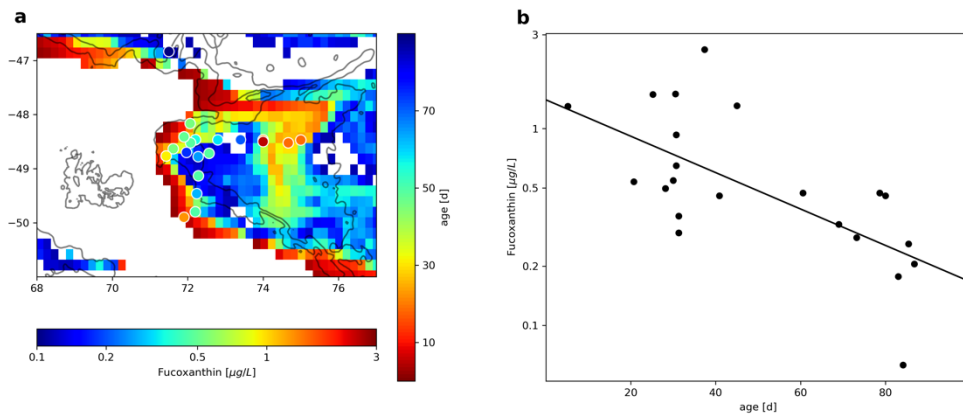 a
−47
−48
−49
−50
68 70 72 74 76
70
50
30
10
age [d]
0.1 0.2 0.5 1 3
Fucoxanthin [μg/L]
b
3
1
0.5
0.2
0.1
Fucoxanthin [μg/L]
20 40 60 80
age [d]